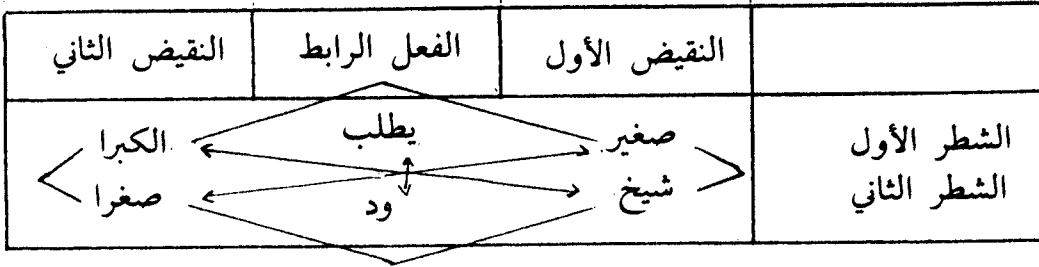 النقيض الأول الفعل الرابط النقيض الثاني
الشطر الأول صغير يطلب الكبرا
الشطر الثاني شيخ ود صغرا